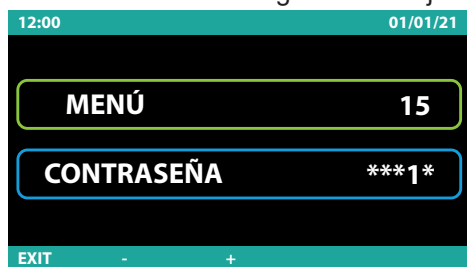 12:00 01/01/21
MENÚ 15
CONTRASEÑA ***1*
EXIT - +